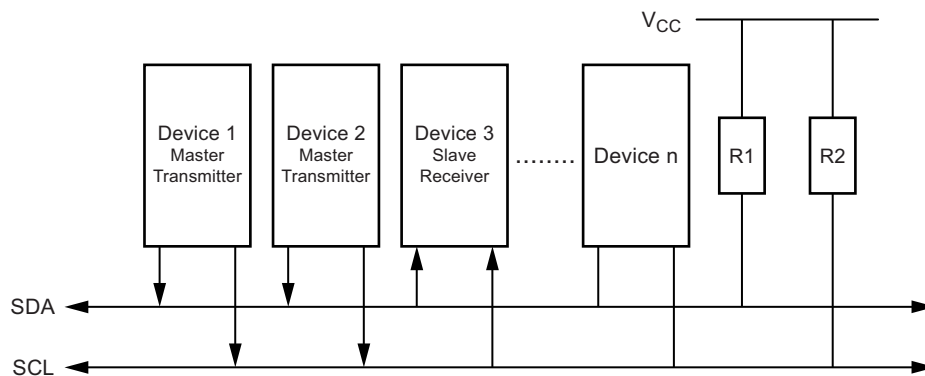 VCC
Device 1
Master
Transmitter
Device 2
Master
Transmitter
Device 3
Slave
Receiver
........
Device n
R1
R2
SDA
SCL